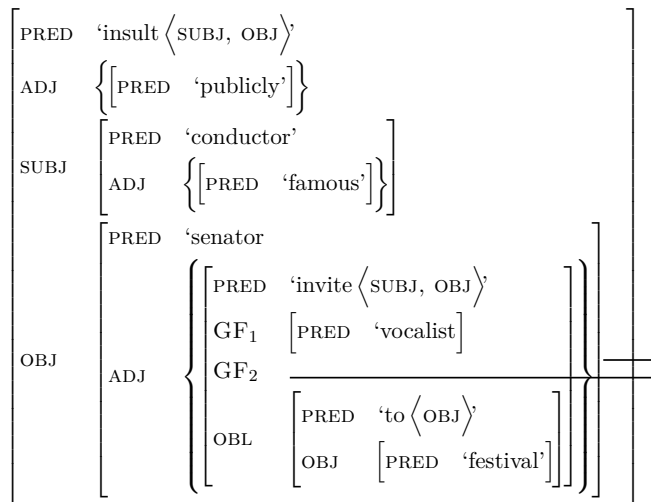 PRED ‘insult⟨SUBJ, OBJ⟩’
ADJ {[PRED ‘publicly’]}
SUBJ [PRED ‘conductor’
ADJ {[PRED ‘famous’]}]
PRED ‘senator
PRED ‘invite⟨SUBJ, OBJ⟩’
GF₁ [PRED ‘vocalist]
OBJ ADJ GF₂
OBL PRED ‘to⟨OBJ⟩’
OBJ [PRED ‘festival’]